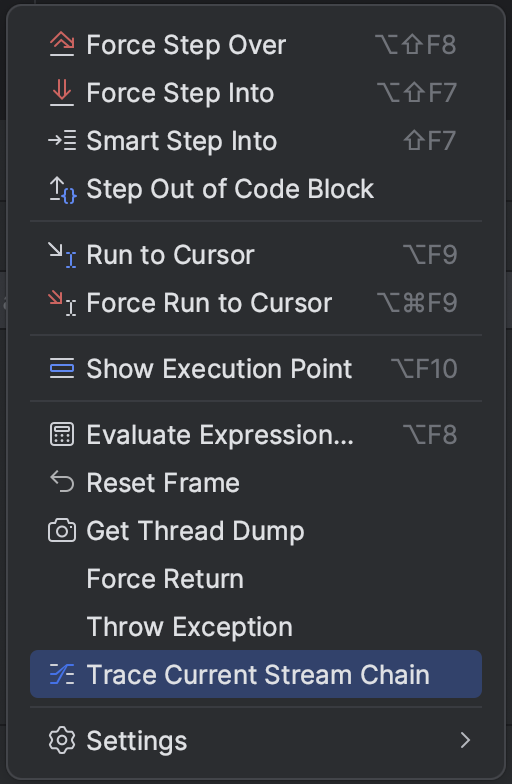 Force Step Over ⌥⇧F8
Force Step Into ⌥⇧F7
Smart Step Into ⇧F7
Step Out of Code Block
Run to Cursor ⌥F9
Force Run to Cursor ⌥⌘F9
Show Execution Point ⌥F10
Evaluate Expression... ⌥F8
Reset Frame
Get Thread Dump
Force Return
Throw Exception
Trace Current Stream Chain
Settings